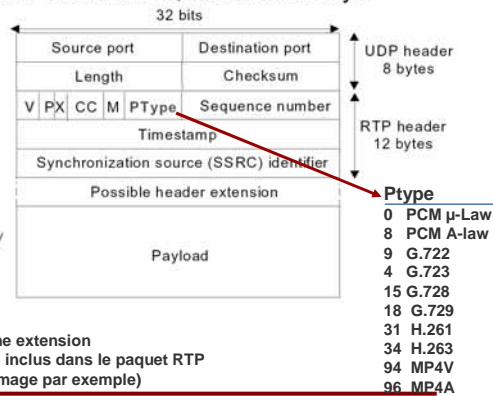 32 bits
Source port Destination port
UDP header
8 bytes
Length Checksum
V PX CC M PType Sequence number
RTP header
12 bytes
Timestamp
Synchronization source (SSRC) identifier
Possible header extension
Ptype
0 PCM µ-Law
8 PCM A-law
9 G.722
4 G.723
15 G.728
18 G.729
31 H.261
34 H.263
94 MP4V
96 MP4A
Payload
ne extension
inclus dans le paquet RTP
mage par exemple)